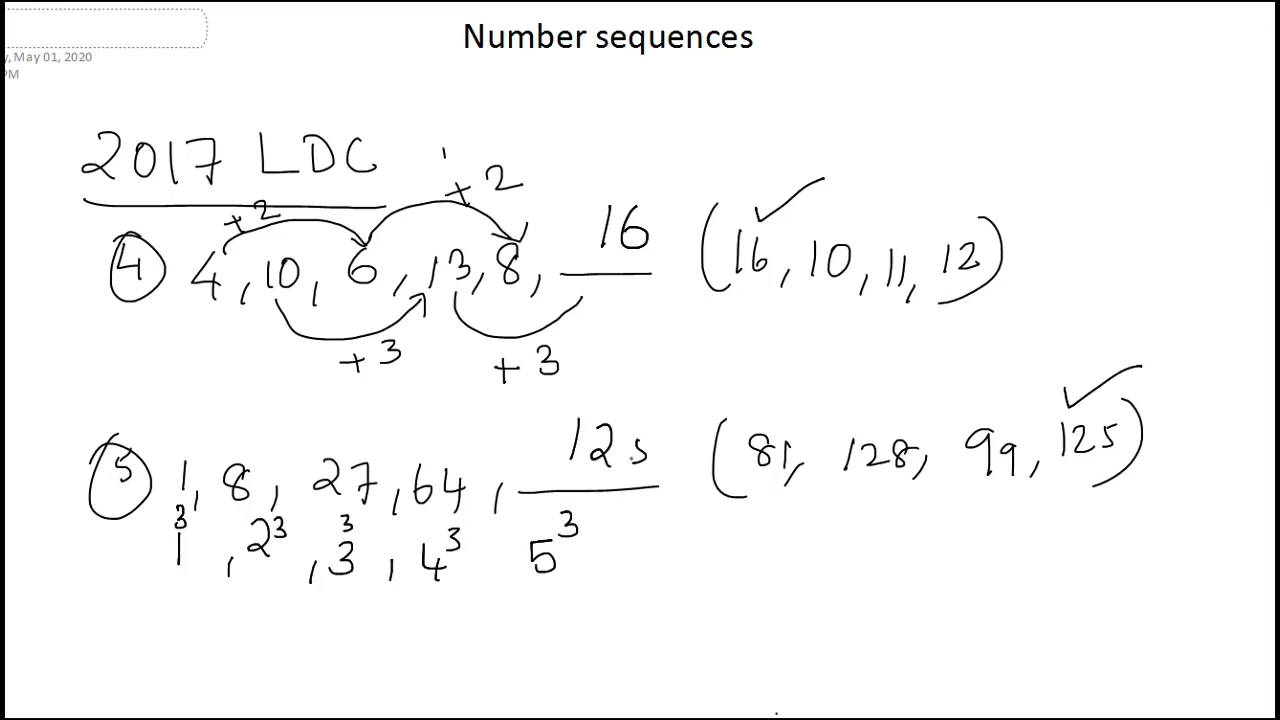 Number sequences
y, May 01, 2020
PM
2017 LDC
+2 +2
4 4, 10, 6, 13, 8, 16 (16, 10, 11, 12)
+3 +3
5 1, 8, 27, 64, 125 (81, 128, 99, 125)
1³, 2³, 3³, 4³ 5³